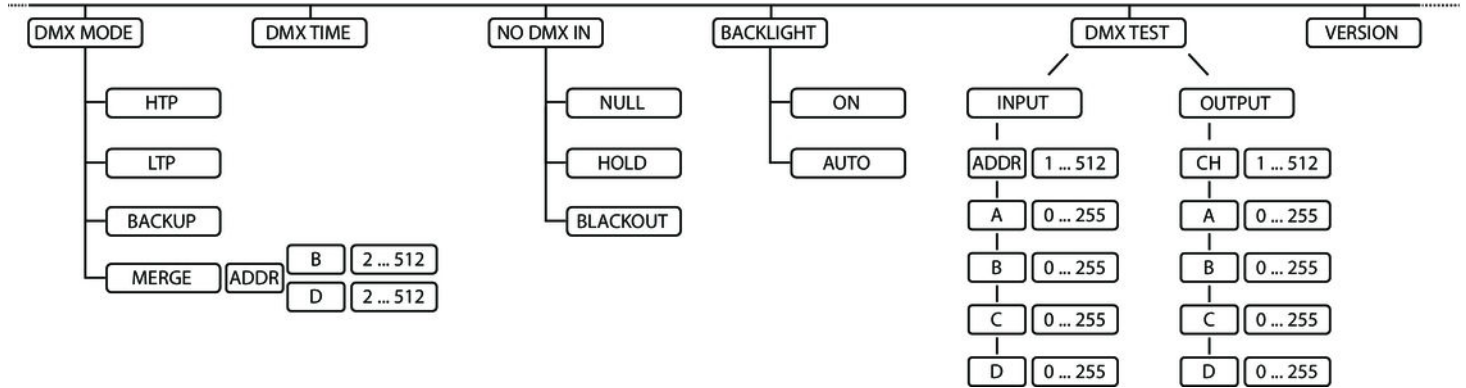 DMX MODE DMX TIME NO DMX IN BACKLIGHT DMX TEST VERSION
HTP NULL ON INPUT OUTPUT
LTP HOLD AUTO ADDR 1 ... 512 CH 1 ... 512
BACKUP BLACKOUT A 0 ... 255 A 0 ... 255
MERGE ADDR B 2 ... 512 B 0 ... 255 B 0 ... 255
D 2 ... 512 C 0 ... 255 C 0 ... 255
D 0 ... 255 D 0 ... 255